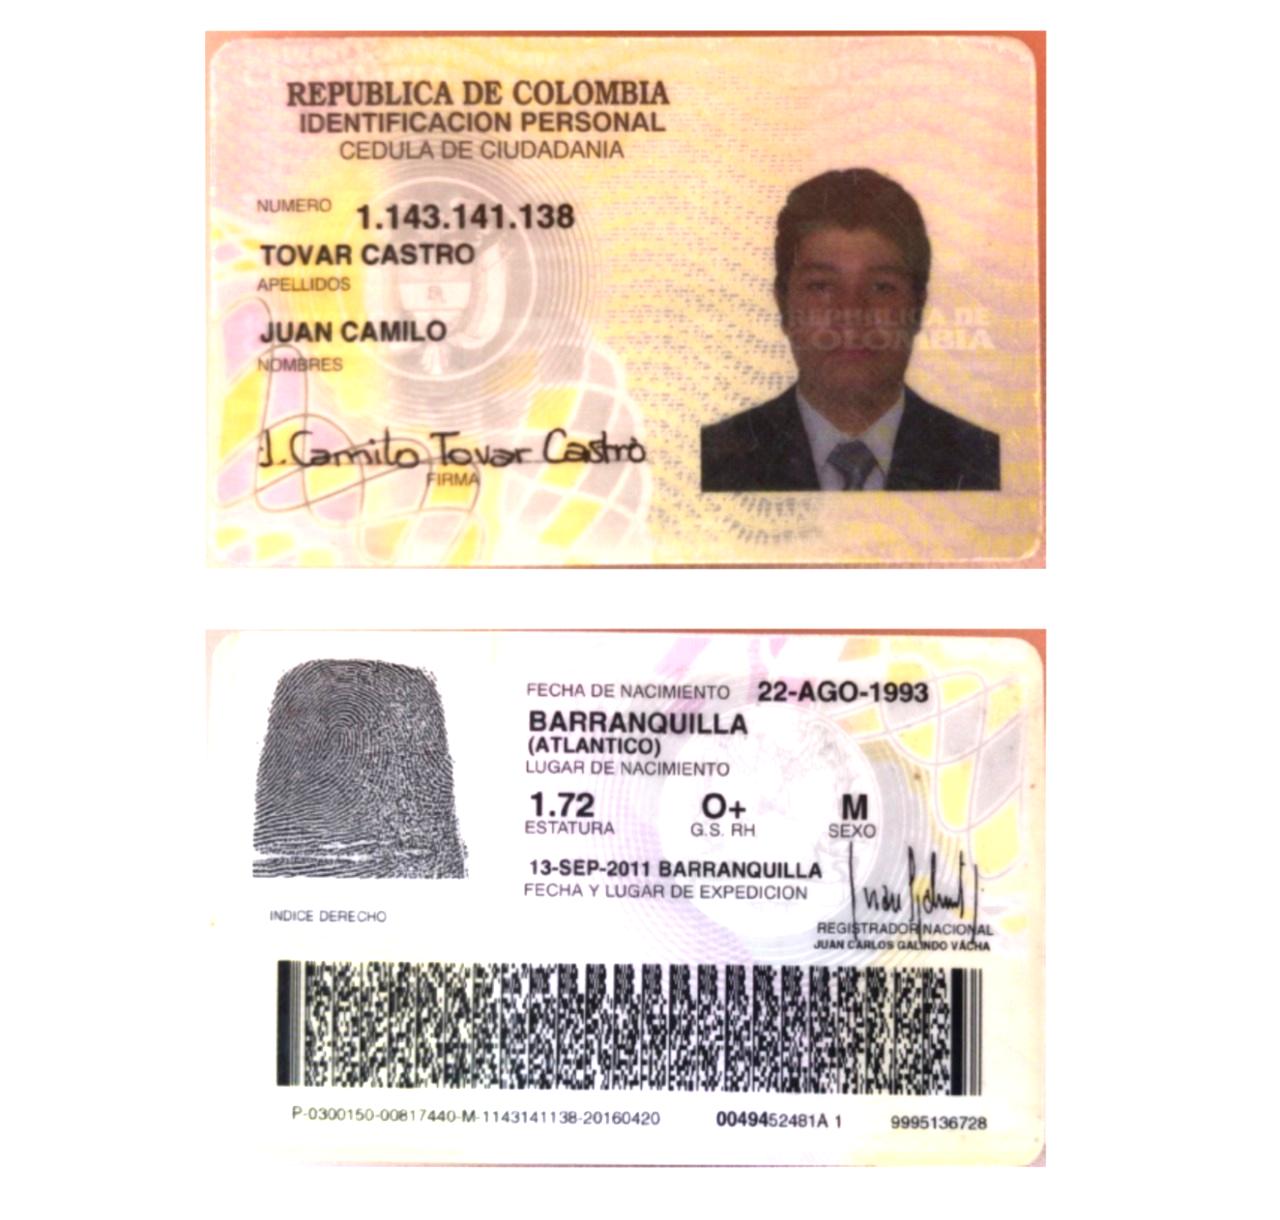 REPUBLICA DE COLOMBIA
IDENTIFICACION PERSONAL
CEDULA DE CIUDADANIA
NUMERO 1.143.141.138
TOVAR CASTRO
APELLIDOS
JUAN CAMILO
NOMBRES
REPUBLICA DE
COLOMBIA
J. Camilo Tovar Castro
FIRMA
FECHA DE NACIMIENTO 22-AGO-1993
BARRANQUILLA
(ATLANTICO)
LUGAR DE NACIMIENTO
1.72 O+ M
ESTATURA G.S. RH SEXO
13-SEP-2011 BARRANQUILLA
FECHA Y LUGAR DE EXPEDICION
INDICE DERECHO
REGISTRADOR NACIONAL
JUAN CARLOS GALINDO VÁCHA
P-0300150-00817440-M-1143141138-20160420 0049452481A 1 9995136728